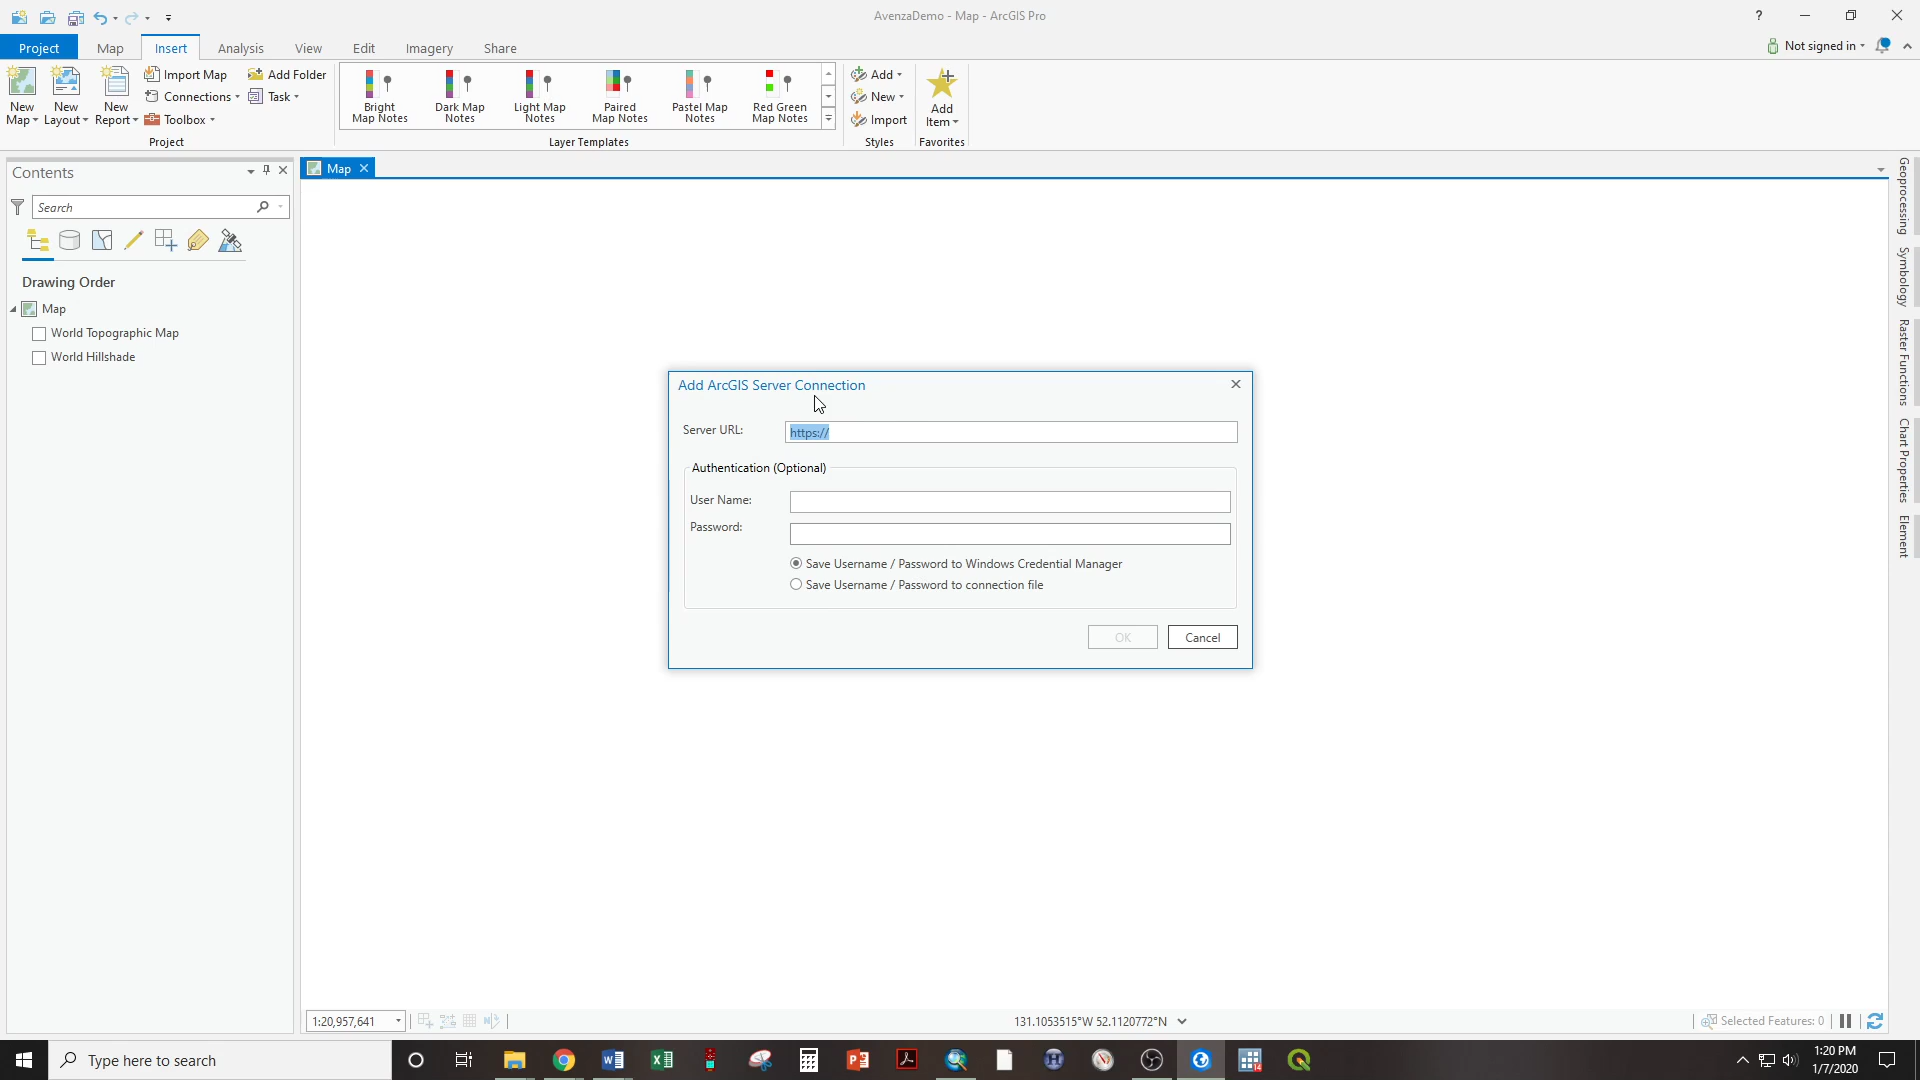 AvenzaDemo - Map - ArcGIS Pro
?
Project
Map
Insert
Analysis
View
Edit
Imagery
Share
Not signed in
New
Map
New
Layout
New
Report
Import Map
Connections
Toolbox
Add Folder
Task
Project
Bright
Map Notes
Dark Map
Notes
Light Map
Notes
Paired
Map Notes
Pastel Map
Notes
Red Green
Map Notes
Layer Templates
Add
New
Import
Styles
Add
Item
Favorites
Contents
Search
Drawing Order
Map
World Topographic Map
World Hillshade
Map
Add ArcGIS Server Connection
Server URL:
https://
Authentication (Optional)
User Name:
Password:
Save Username / Password to Windows Credential Manager
Save Username / Password to connection file
OK
Cancel
Geoprocessing
Symbology
Raster Functions
Chart Properties
Element
1:20,957,641
131.1053515°W 52.1120772°N
Selected Features: 0
Type here to search
1:20 PM
1/7/2020